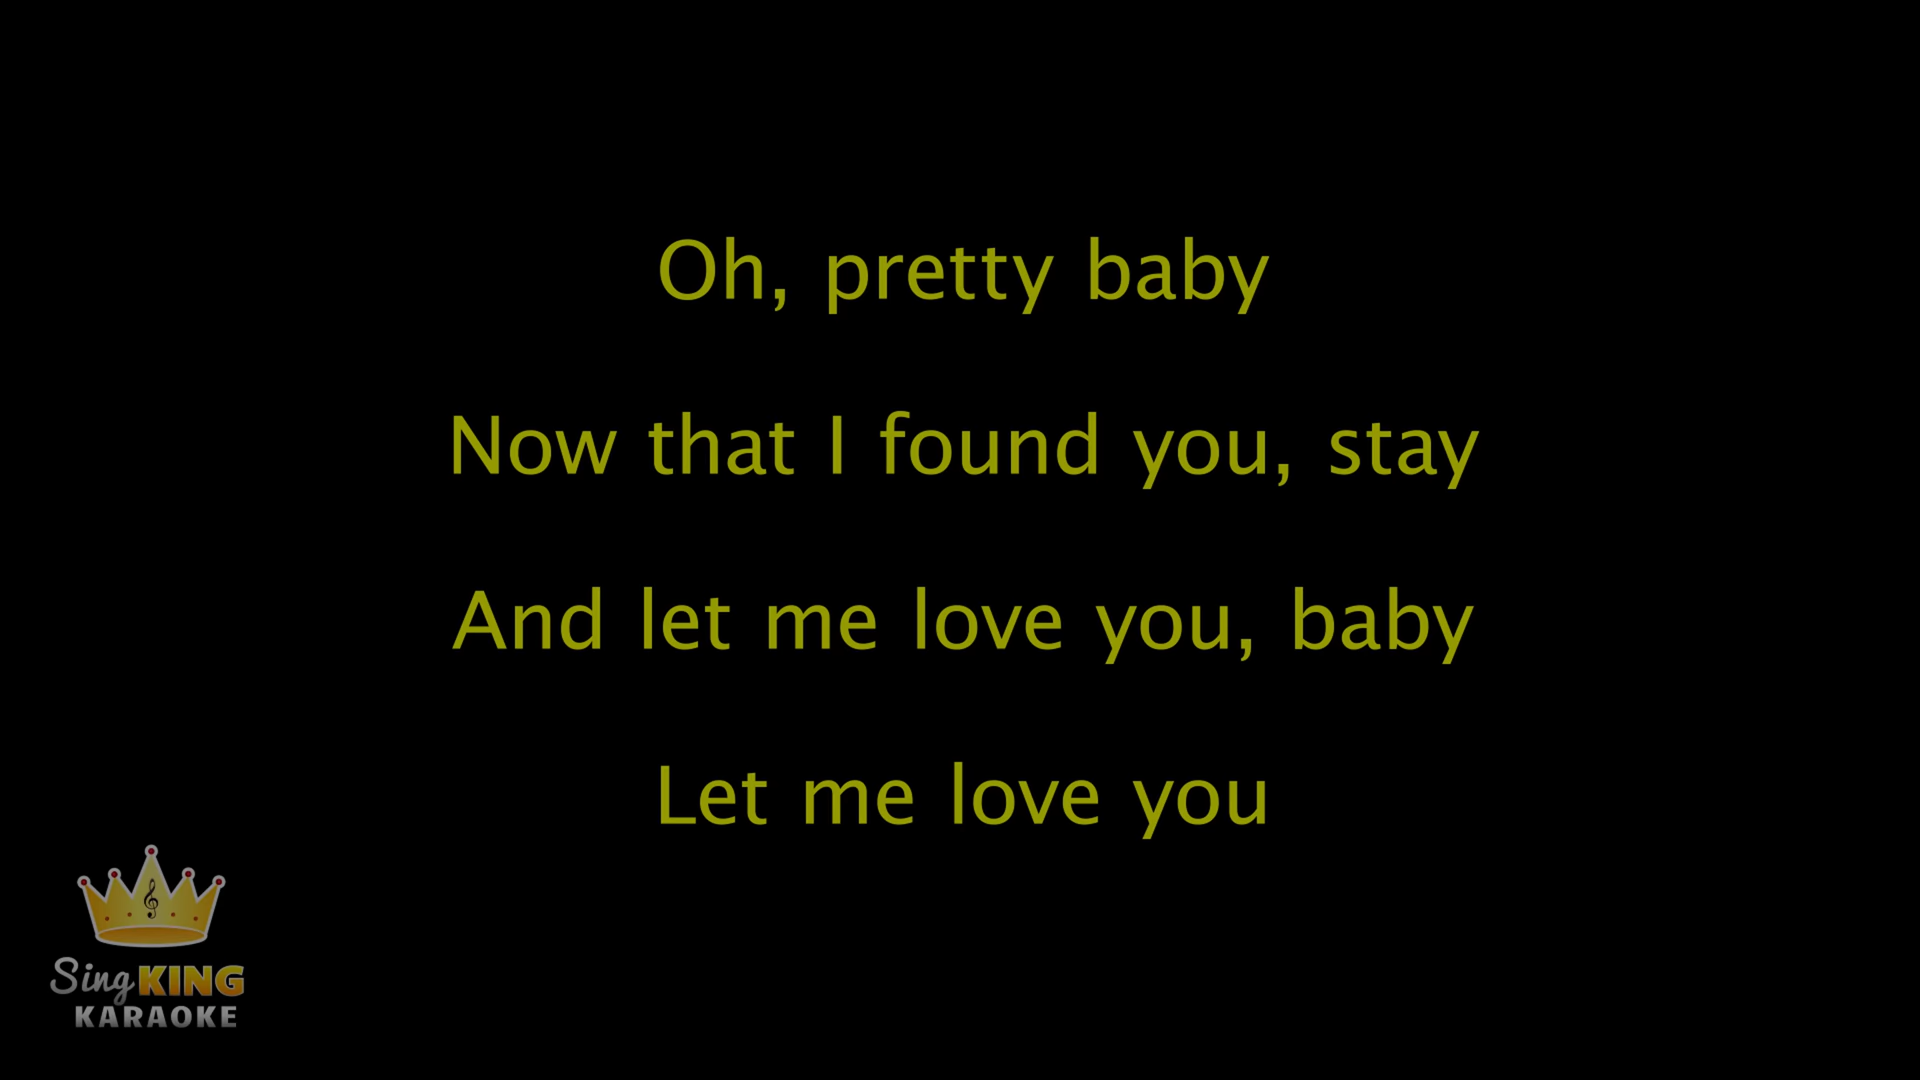 Oh, pretty baby
Now that I found you, stay
And let me love you, baby
Let me love you
Sing KING
KARAOKE